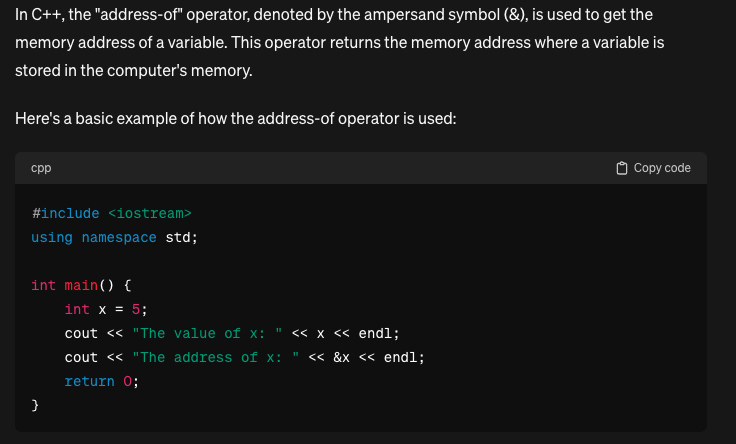 In C++, the "address-of" operator, denoted by the ampersand symbol (&), is used to get the
memory address of a variable. This operator returns the memory address where a variable is
stored in the computer's memory.
Here's a basic example of how the address-of operator is used:
cpp
Copy code
#include <iostream>
using namespace std;
int main() {
    int x = 5;
    cout << "The value of x: " << x << endl;
    cout << "The address of x: " << &x << endl;
    return 0;
}